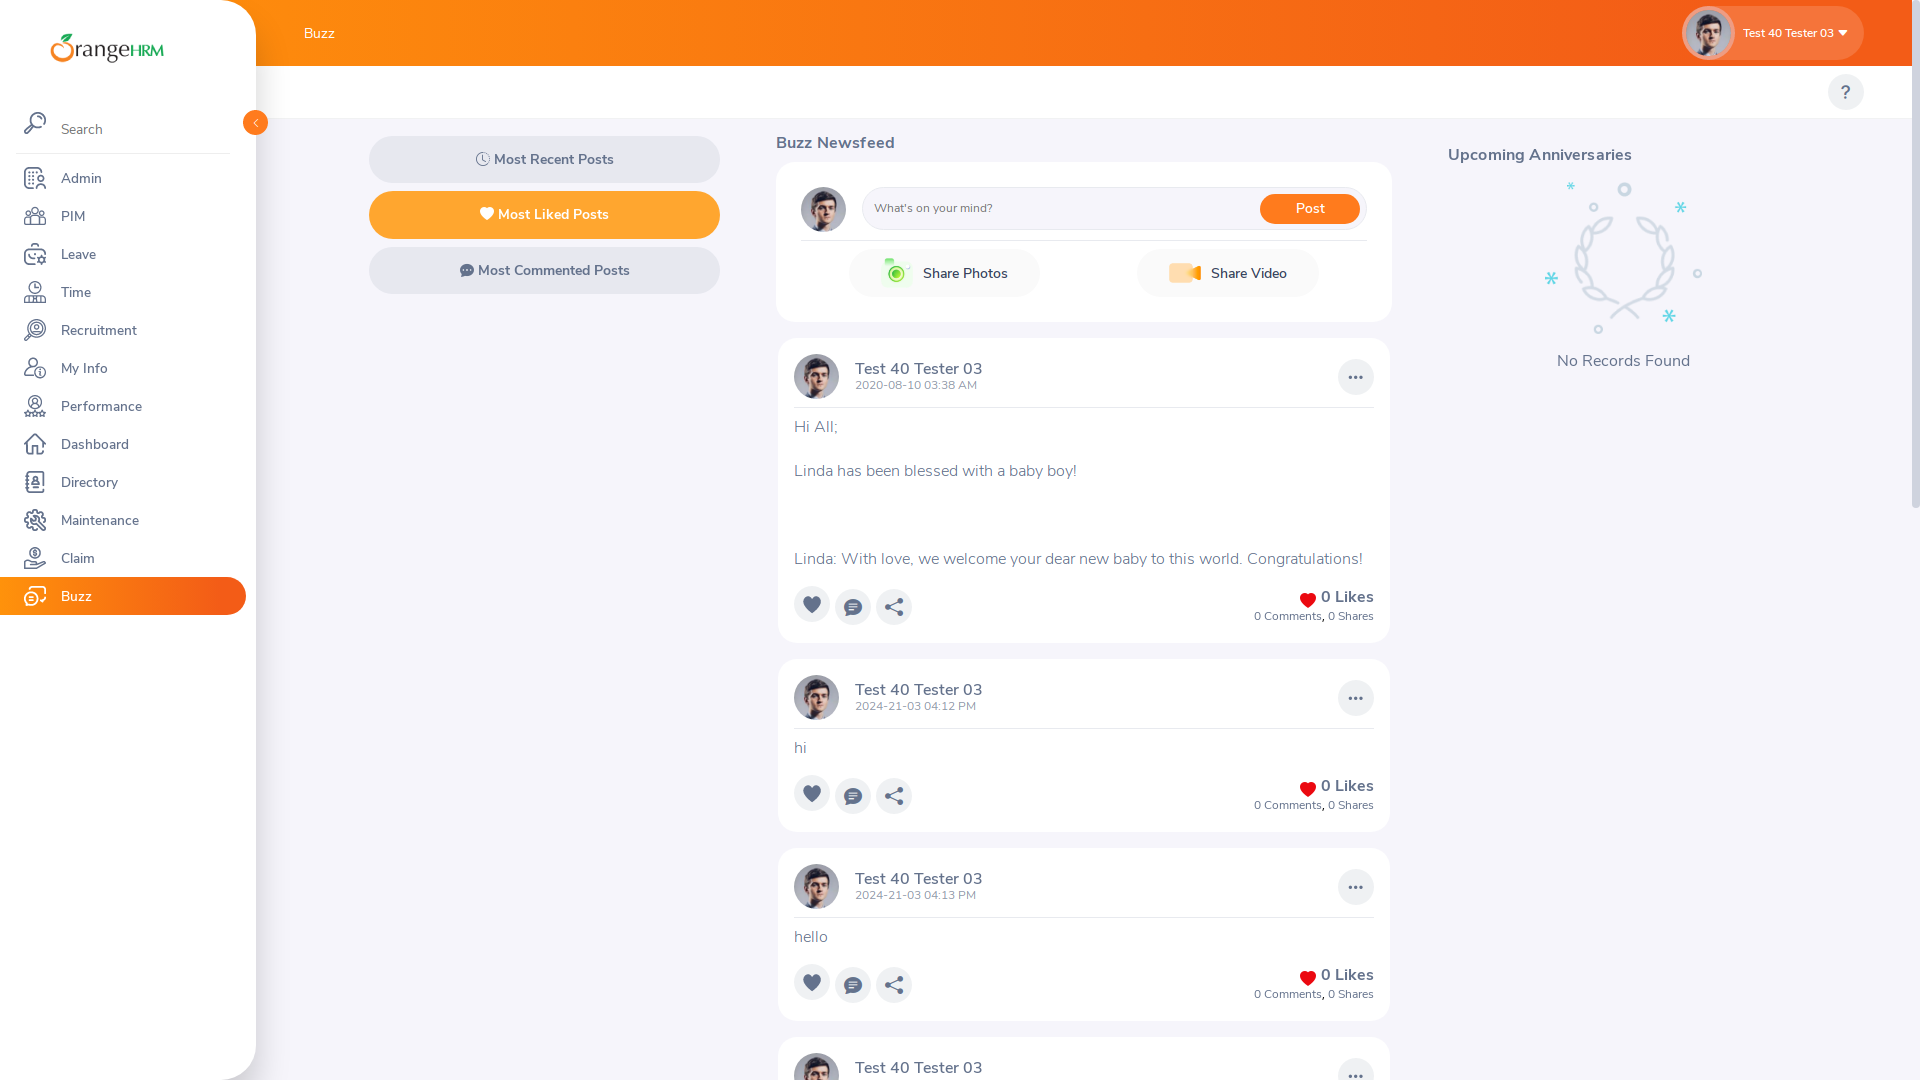 OrangeHRM
Search
Admin
PIM
Leave
Time
Recruitment
My Info
Performance
Dashboard
Directory
Maintenance
Claim
Buzz
Buzz
Test 40 Tester 03
?
Most Recent Posts
Most Liked Posts
Most Commented Posts
Buzz Newsfeed
What's on your mind?
Post
Share Photos
Share Video
Test 40 Tester 03
2020-08-10 03:38 AM
Hi All;
Linda has been blessed with a baby boy!
Linda: With love, we welcome your dear new baby to this world. Congratulations!
0 Likes
0 Comments, 0 Shares
Test 40 Tester 03
2024-21-03 04:12 PM
hi
0 Likes
0 Comments, 0 Shares
Test 40 Tester 03
2024-21-03 04:13 PM
hello
0 Likes
0 Comments, 0 Shares
Test 40 Tester 03
Upcoming Anniversaries
No Records Found